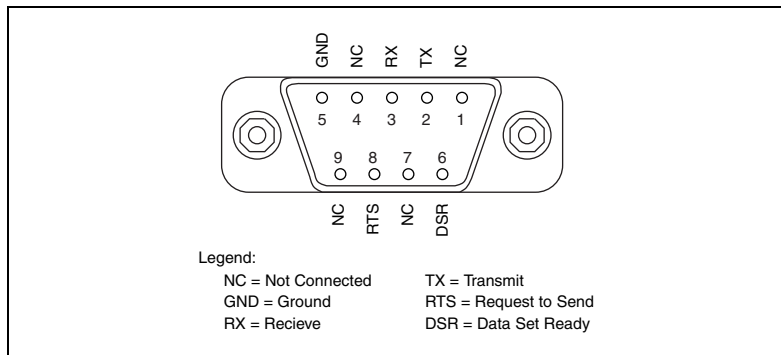 GND NC RX TX NC
5 4 3 2 1
9 8 7 6
NC RTS NC DSR
Legend:
NC = Not Connected
GND = Ground
RX = Recieve
TX = Transmit
RTS = Request to Send
DSR = Data Set Ready